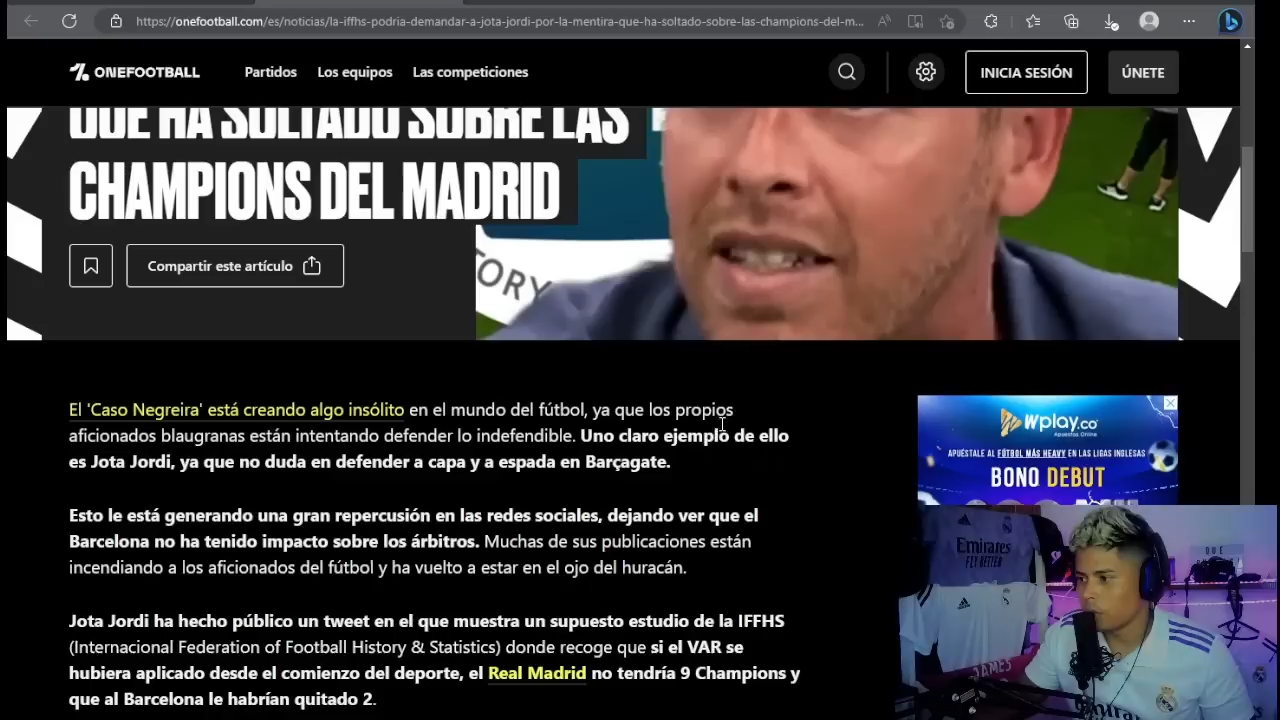 https://onefootball.com/es/noticias/la-iffhs-podria-demandar-a-jota-jordi-por-la-mentira-que-ha-soltado-sobre-las-champions-del-m...
ONEFOOTBALL
Partidos
Los equipos
Las competiciones
INICIA SESIÓN
ÚNETE
QUE HA SOLTADO SOBRE LAS
CHAMPIONS DEL MADRID
Compartir este artículo
TORY
El 'Caso Negreira' está creando algo insólito en el mundo del fútbol, ya que los propios
aficionados blaugranas están intentando defender lo indefendible. Uno claro ejemplo de ello
es Jota Jordi, ya que no duda en defender a capa y a espada en Barçagate.
Esto le está generando una gran repercusión en las redes sociales, dejando ver que el
Barcelona no ha tenido impacto sobre los árbitros. Muchas de sus publicaciones están
incendiando a los aficionados del fútbol y ha vuelto a estar en el ojo del huracán.
Jota Jordi ha hecho público un tweet en el que muestra un supuesto estudio de la IFFHS
(International Federation of Football History & Statistics) donde recoge que si el VAR se
hubiera aplicado desde el comienzo del deporte, el Real Madrid no tendría 9 Champions y
que al Barcelona le habrían quitado 2.
Wplay.co
Apuestas Online
APUÉSTALE AL FÚTBOL MÁS HEAVY EN LAS LIGAS INGLESAS
BONO DEBUT
Emirates
FLY BETTER